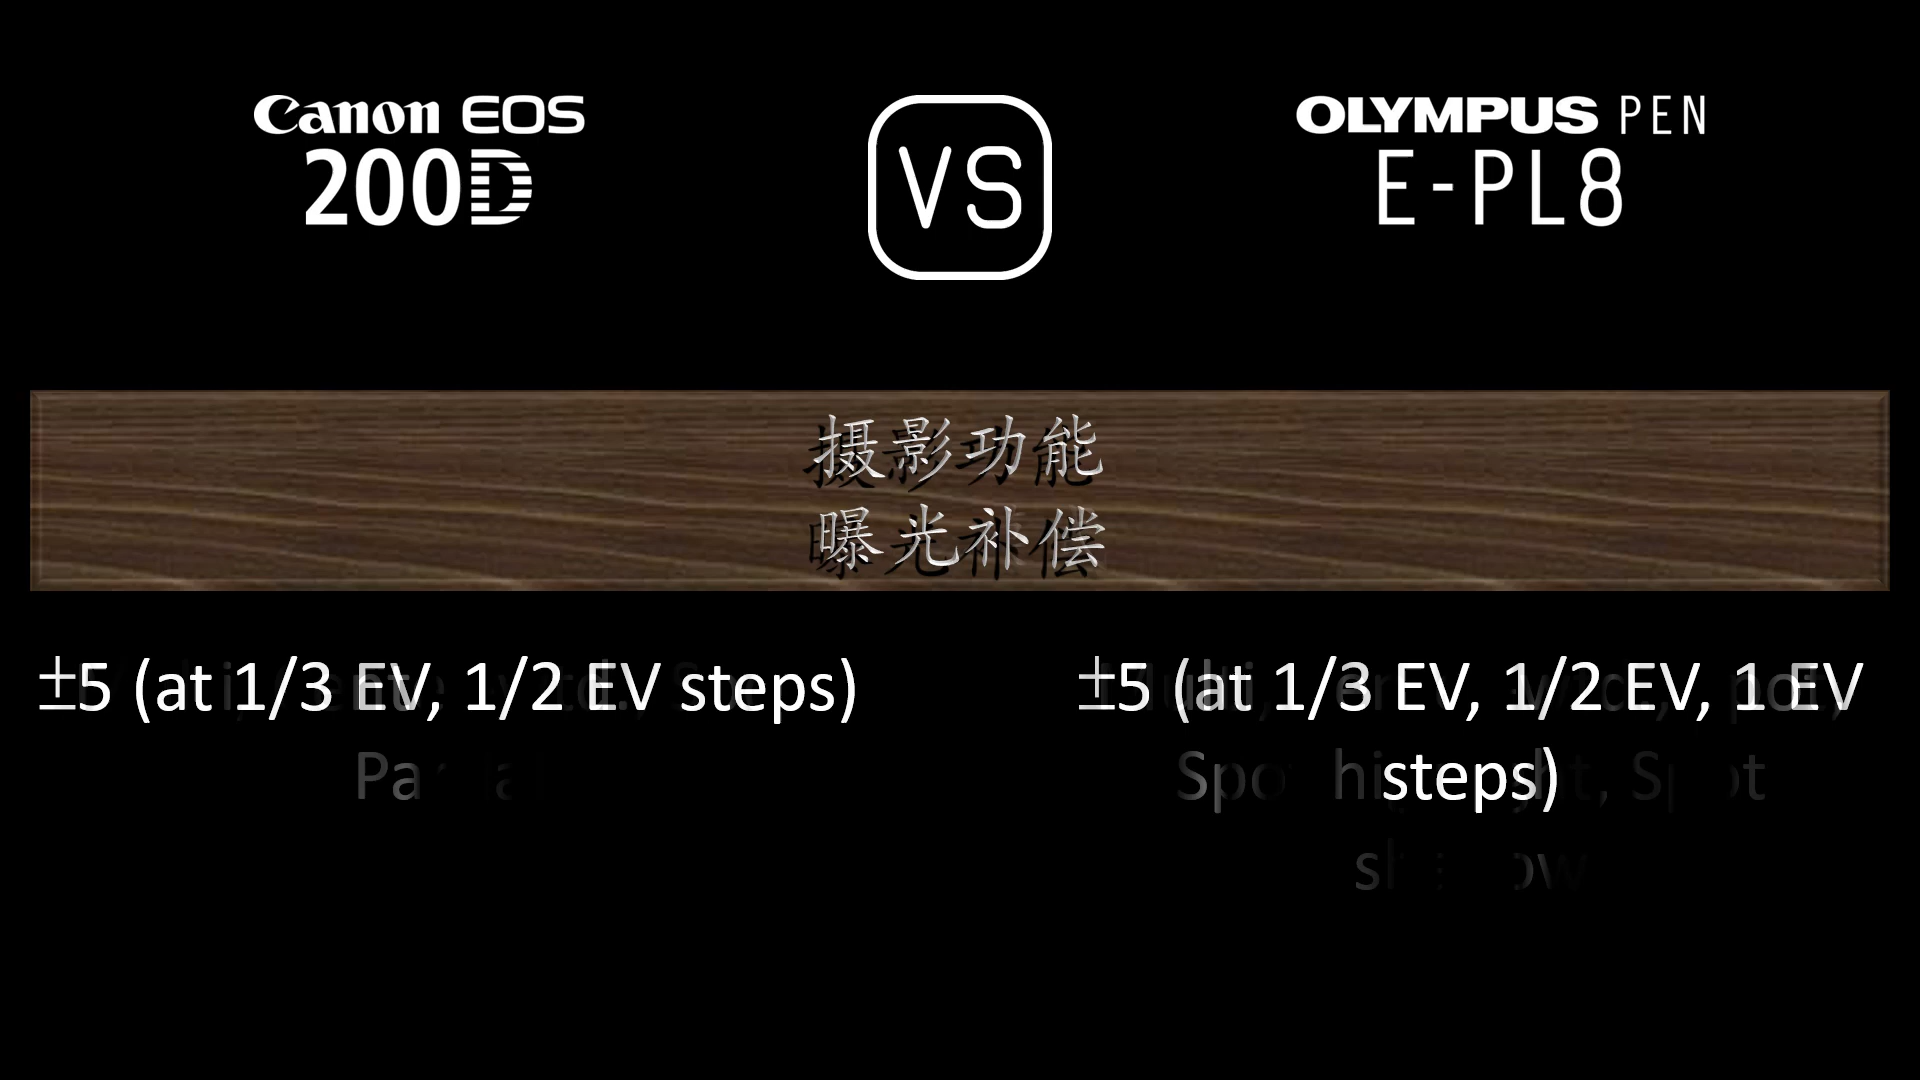 Canon EOS
200D
VS
OLYMPUS PEN
E-PL8
摄影功能
曝光补偿
±5 (at 1/3 EV, 1/2 EV steps)
±5 (at 1/3 EV, 1/2 EV, 1 EV
steps)